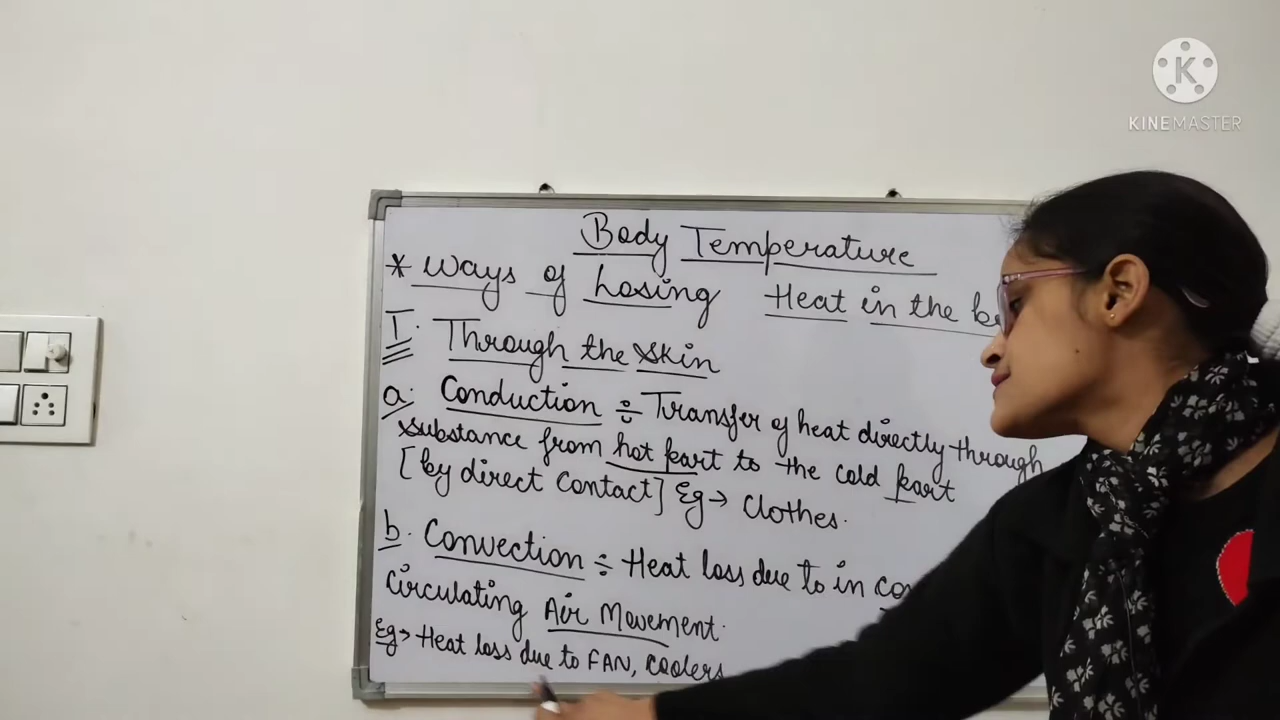 KINEMASTER
Body Temperature
* Ways of Losing Heat in the
I. Through the Skin
a. Conduction ÷ Transfer of heat directly through
substance from hot part to the cold part
[by direct contact] Eg → Clothes.
b. Convection ÷ Heat loss due to in
Circulating Air Movement.
Eg → Heat loss due to FAN, Coolers